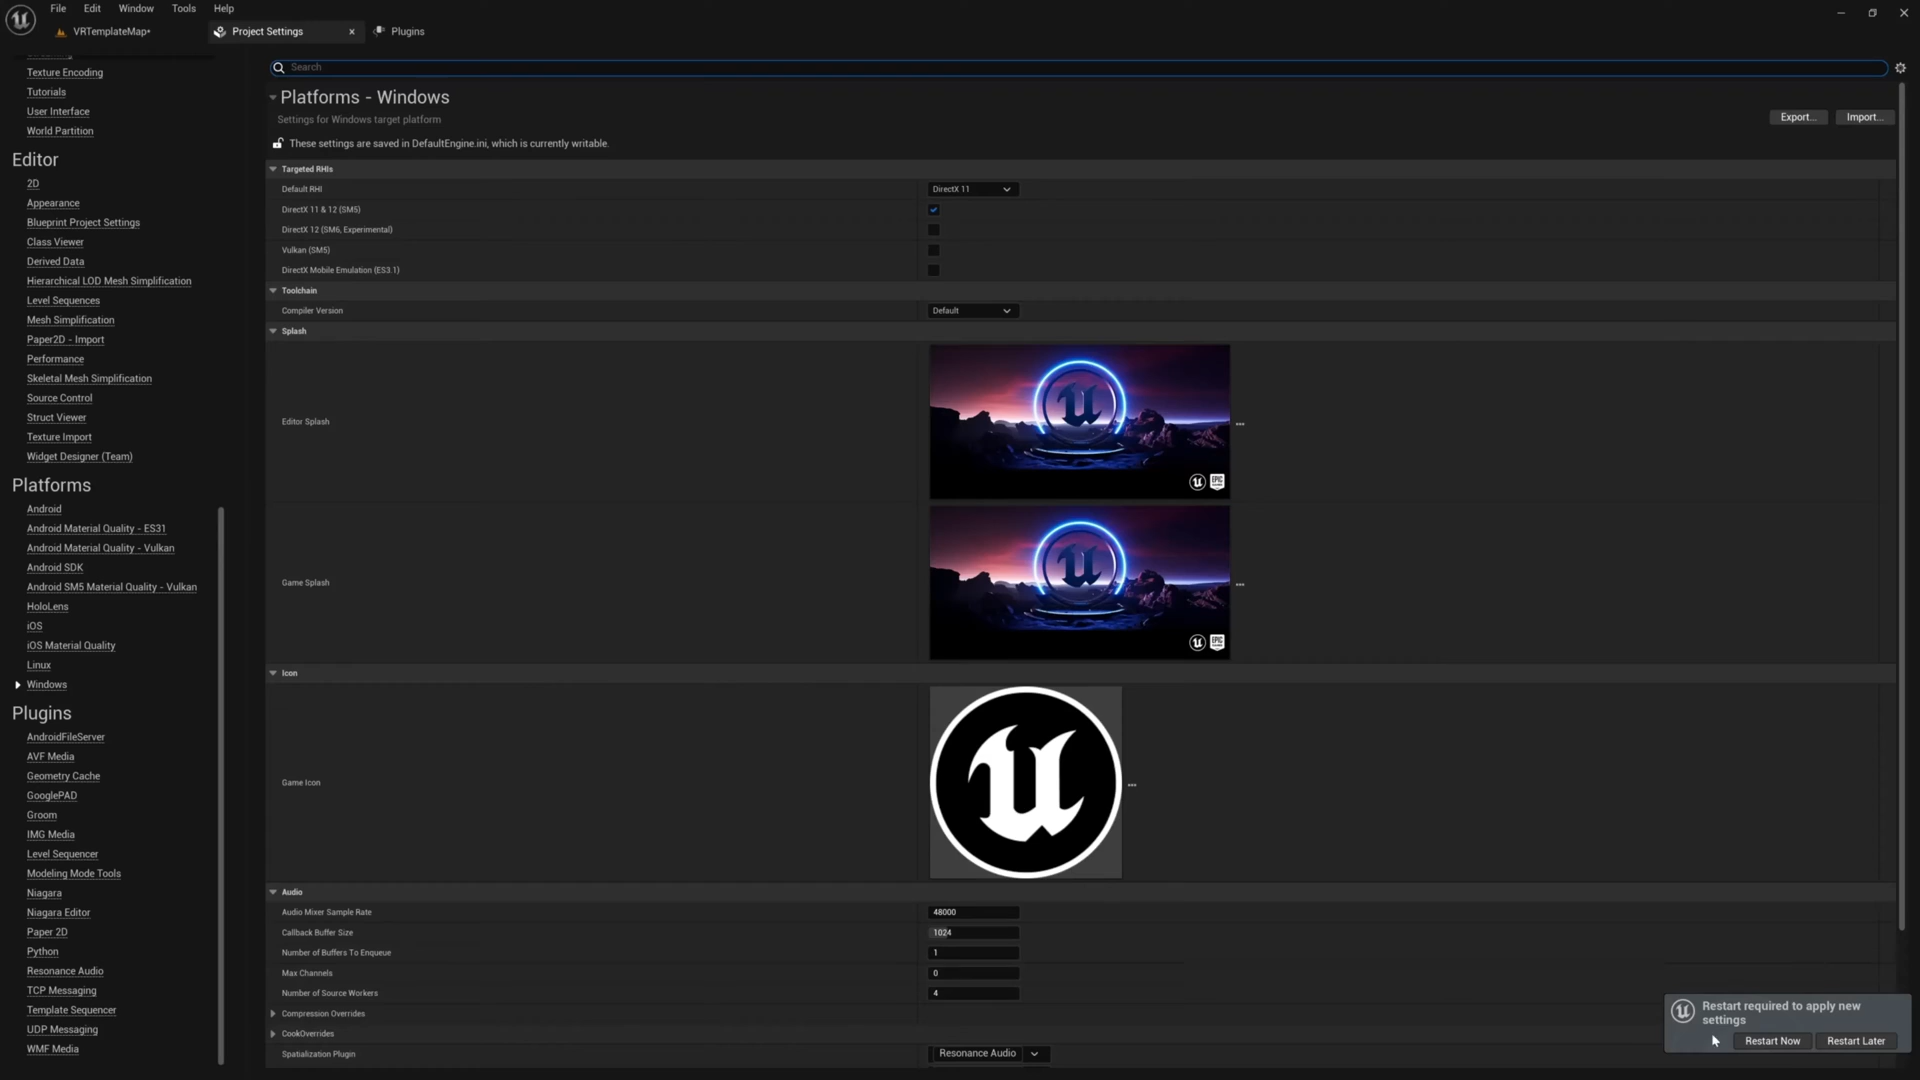 File Edit Window Tools Help
VRTemplateMap*
Project Settings
Plugins
Texture Encoding
Tutorials
User Interface
World Partition
Editor
2D
Appearance
Blueprint Project Settings
Class Viewer
Derived Data
Hierarchical LOD Mesh Simplification
Level Sequences
Mesh Simplification
Paper2D - Import
Performance
Skeletal Mesh Simplification
Source Control
Struct Viewer
Texture Import
Widget Designer (Team)
Platforms
Android
Android Material Quality - ES31
Android Material Quality - Vulkan
Android SDK
Android SM5 Material Quality - Vulkan
HoloLens
iOS
iOS Material Quality
Linux
Windows
Plugins
AndroidFileServer
AVF Media
Geometry Cache
GooglePAD
Groom
IMG Media
Level Sequencer
Modeling Mode Tools
Niagara
Niagara Editor
Paper 2D
Python
Resonance Audio
TCP Messaging
Template Sequencer
UDP Messaging
WMF Media
Search
Platforms - Windows
Settings for Windows target platform
Export...
Import...
These settings are saved in DefaultEngine.ini, which is currently writable.
Targeted RHIs
Default RHI
DirectX 11
DirectX 11 & 12 (SM5)
DirectX 12 (SM6, Experimental)
Vulkan (SM5)
DirectX Mobile Emulation (ES3.1)
Toolchain
Compiler Version
Default
Splash
Editor Splash
EPIC
Game Splash
EPIC
Icon
Game Icon
Audio
Audio Mixer Sample Rate
48000
Callback Buffer Size
1024
Number of Buffers To Enqueue
1
Max Channels
0
Number of Source Workers
4
Compression Overrides
CookOverrides
Spatialization Plugin
Resonance Audio
Restart required to apply new
settings
Restart Now
Restart Later